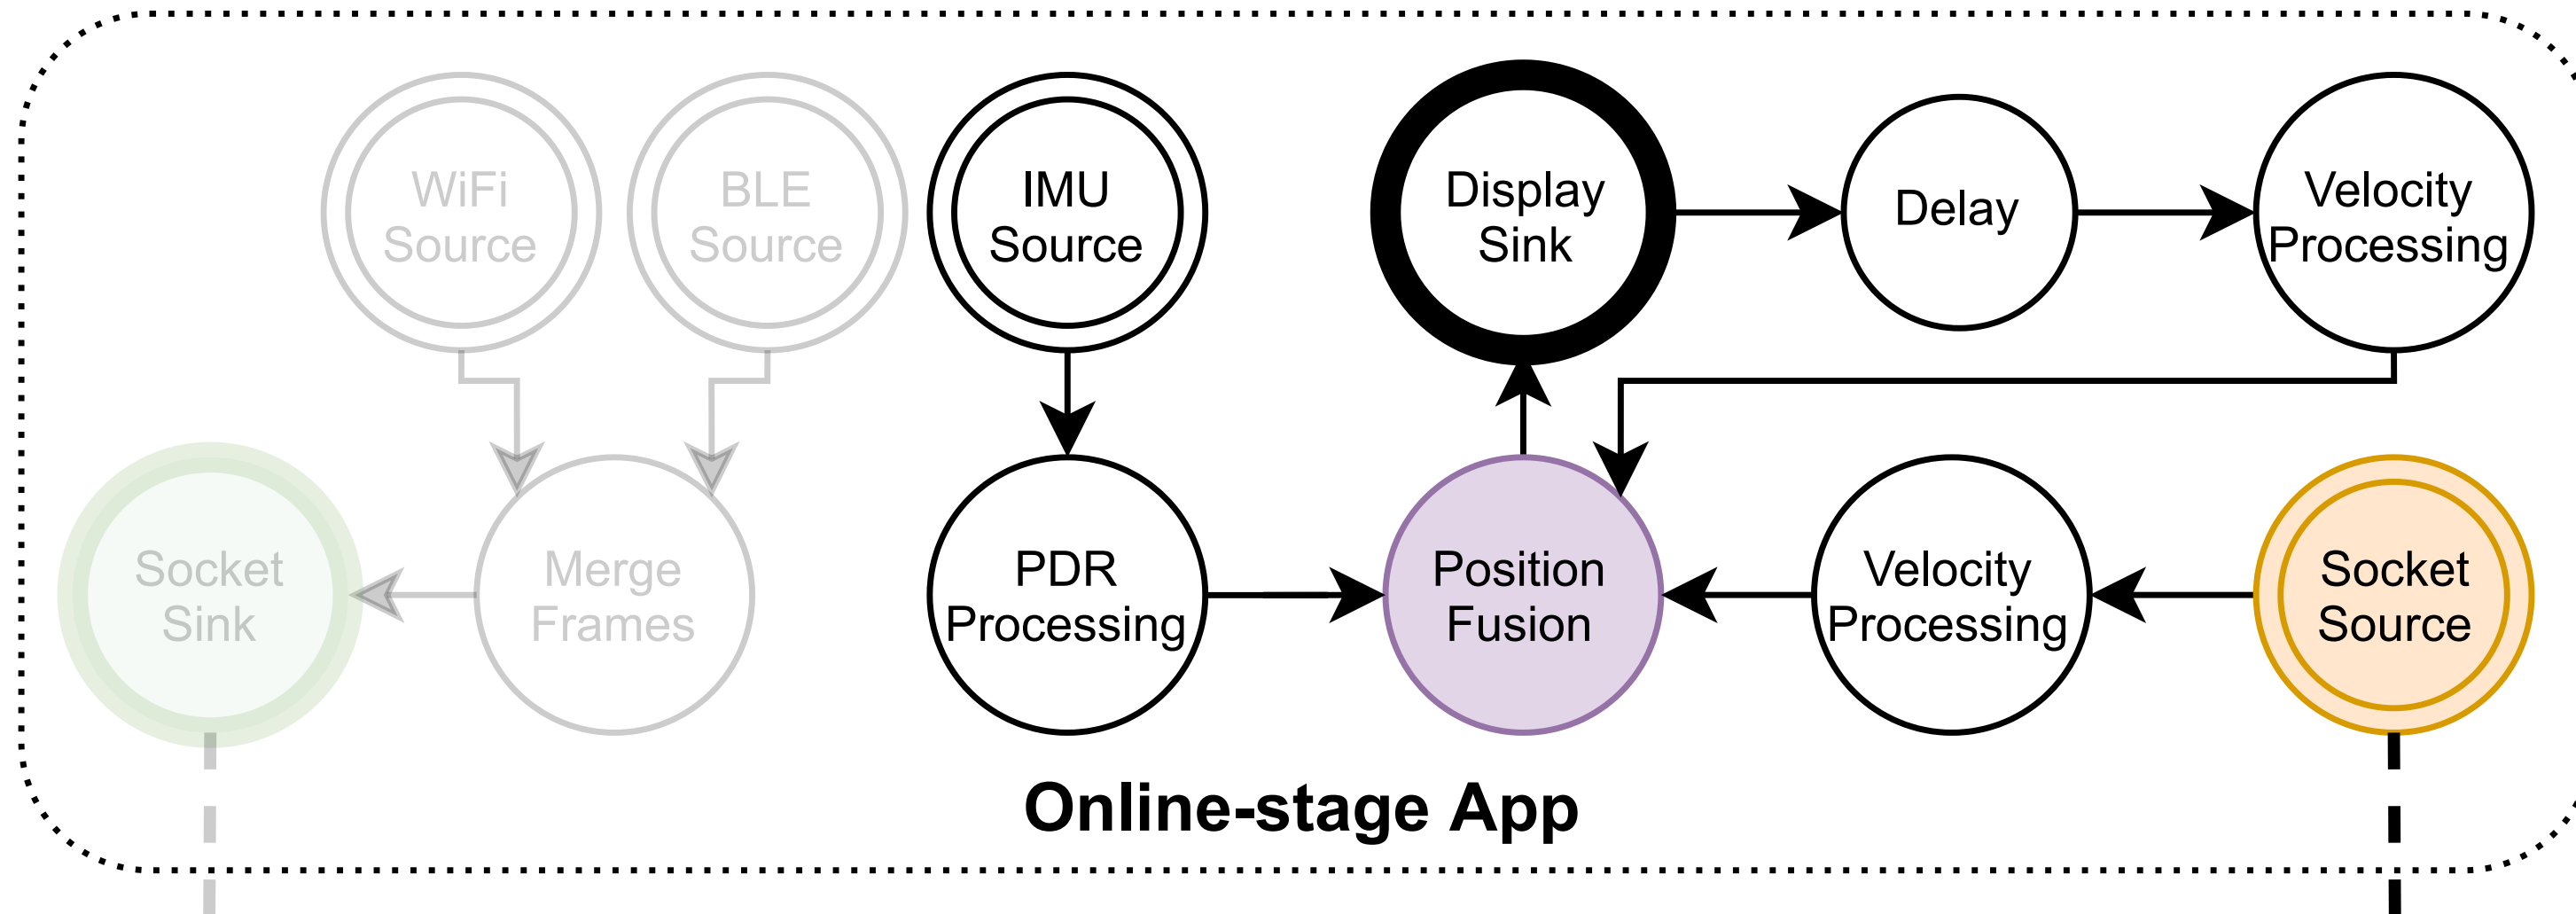 WiFi
Source
BLE
Source
IMU
Source
Display
Sink
Delay
Velocity
Processing
Socket
Sink
Merge
Frames
PDR
Processing
Position
Fusion
Velocity
Processing
Socket
Source
Online-stage App